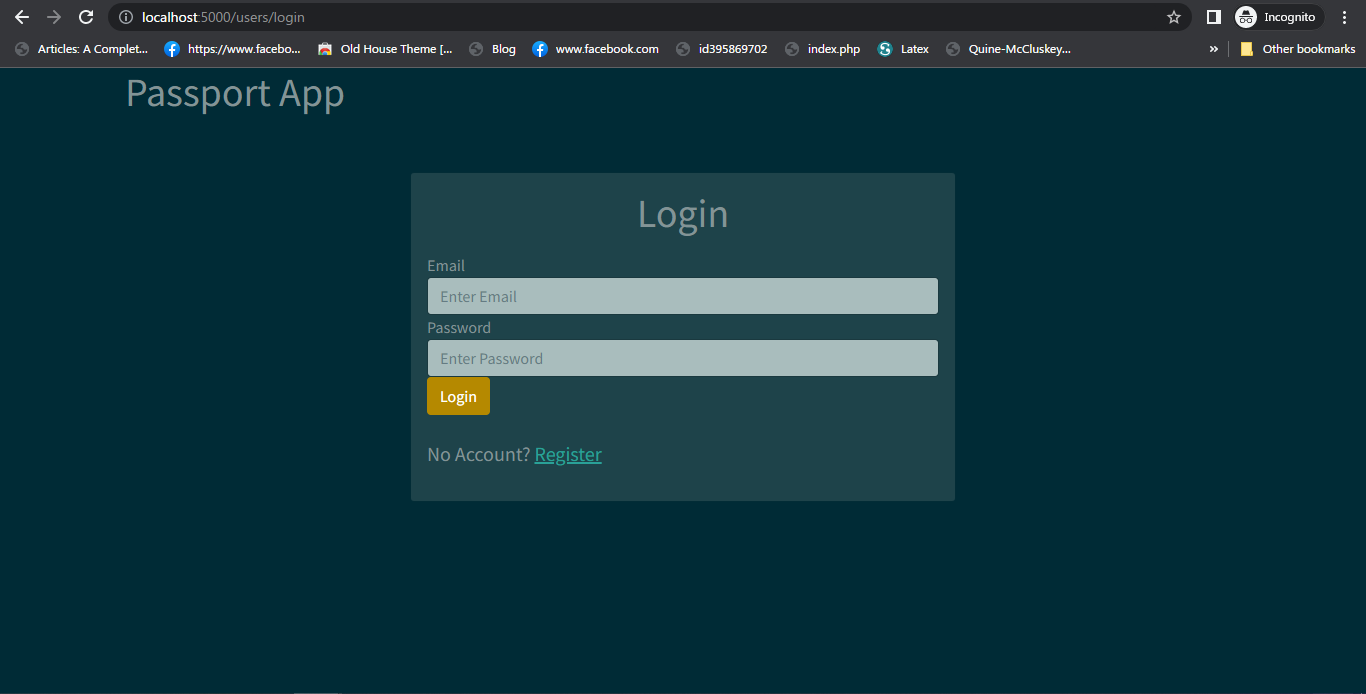 localhost:5000/users/login
Incognito
Articles: A Complet... https://www.facebo... Old House Theme [... Blog www.facebook.com id395869702 index.php Latex Quine-McCluskey... » Other bookmarks
Passport App
Login
Email
Enter Email
Password
Enter Password
Login
No Account? Register